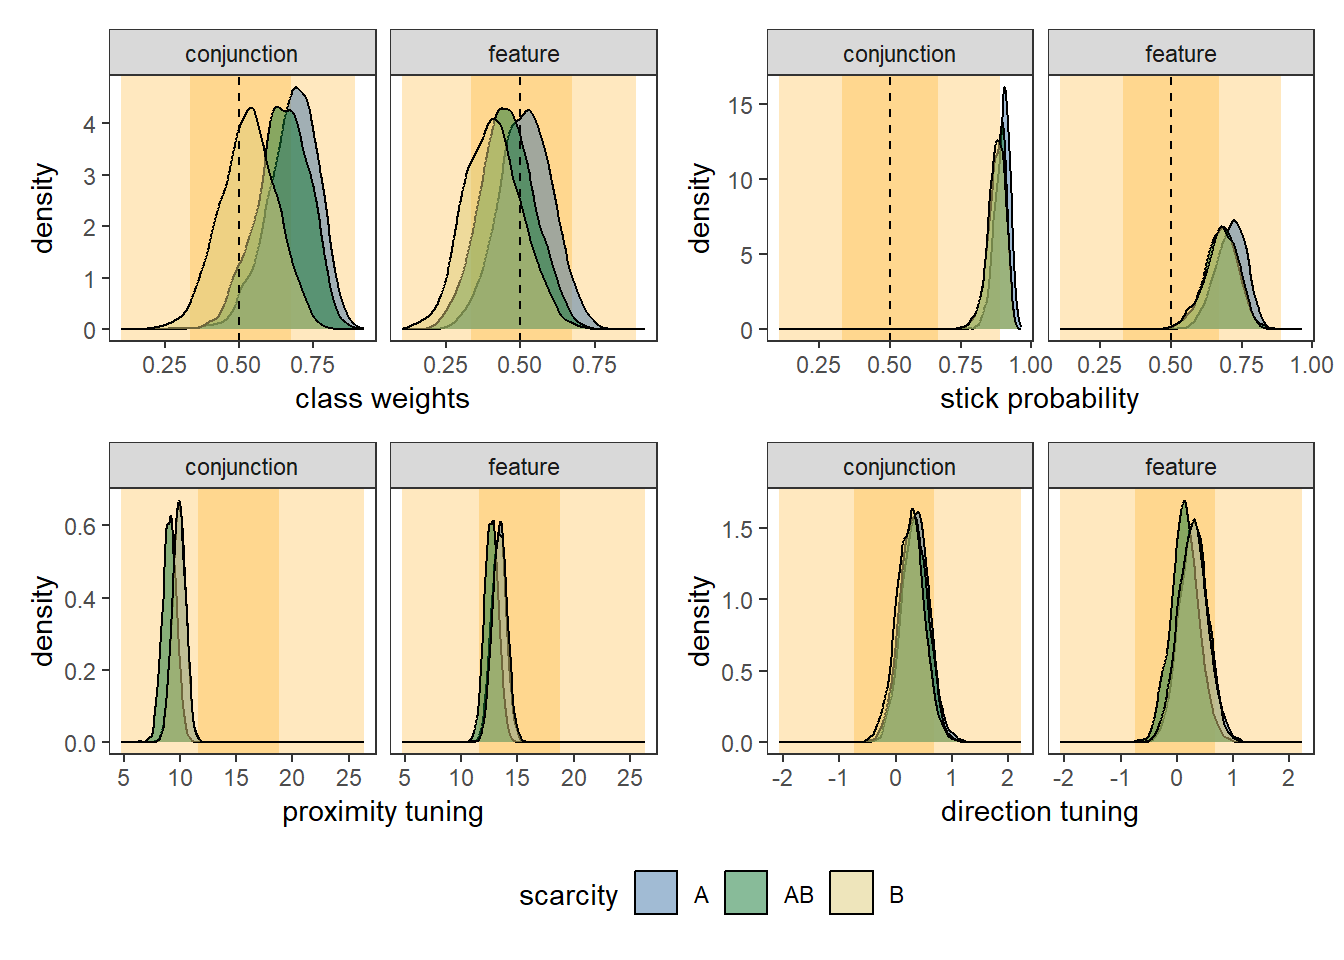 conjunction feature conjunction feature
density 4 3 2 1 0
density 15 10 5 0
0.25 0.50 0.75 0.25 0.50 0.75 0.25 0.50 0.75 1.00 0.25 0.50 0.75 1.00
class weights stick probability
conjunction feature conjunction feature
density 0.6 0.4 0.2 0.0
density 1.5 1.0 0.5 0.0
5 10 15 20 25 5 10 15 20 25 -2 -1 0 1 2 -2 -1 0 1 2
proximity tuning direction tuning
scarcity A AB B